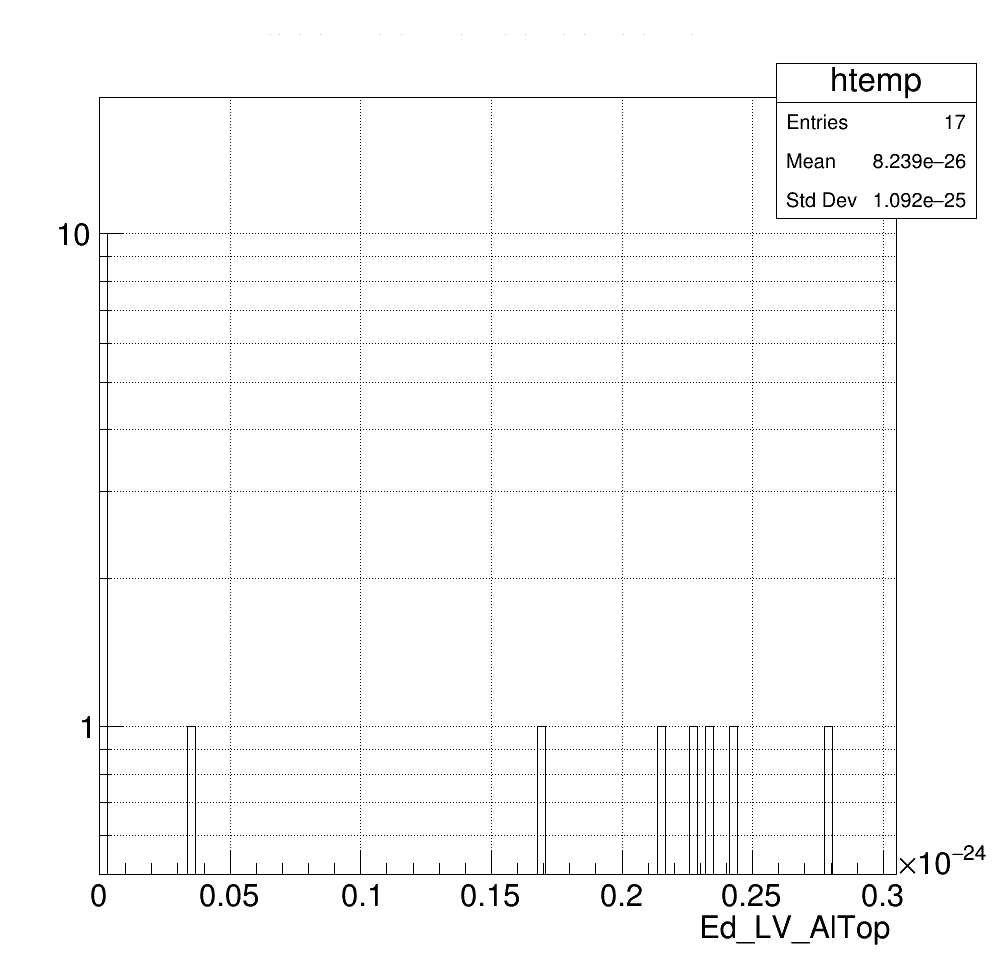 htemp
Entries 17
Mean 8.239e−26
Std Dev 1.092e−25
10
1
0 0.05 0.1 0.15 0.2 0.25 0.3
×10−24
Ed_LV_AlTop